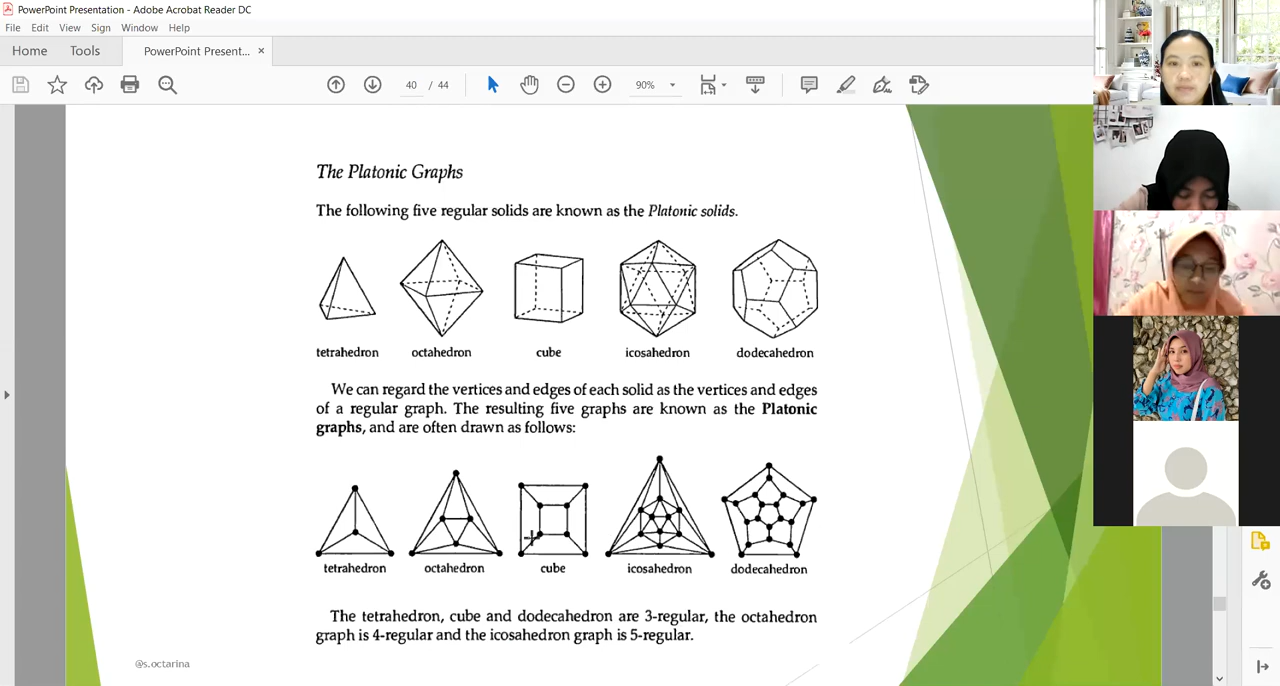 PowerPoint Presentation - Adobe Acrobat Reader DC
File Edit View Sign Window Help
Home Tools PowerPoint Present... ×
40 / 44 90%
The Platonic Graphs
The following five regular solids are known as the Platonic solids.
tetrahedron octahedron cube icosahedron dodecahedron
We can regard the vertices and edges of each solid as the vertices and edges
of a regular graph. The resulting five graphs are known as the Platonic
graphs, and are often drawn as follows:
tetrahedron octahedron cube icosahedron dodecahedron
The tetrahedron, cube and dodecahedron are 3-regular, the octahedron
graph is 4-regular and the icosahedron graph is 5-regular.
@s.octarina